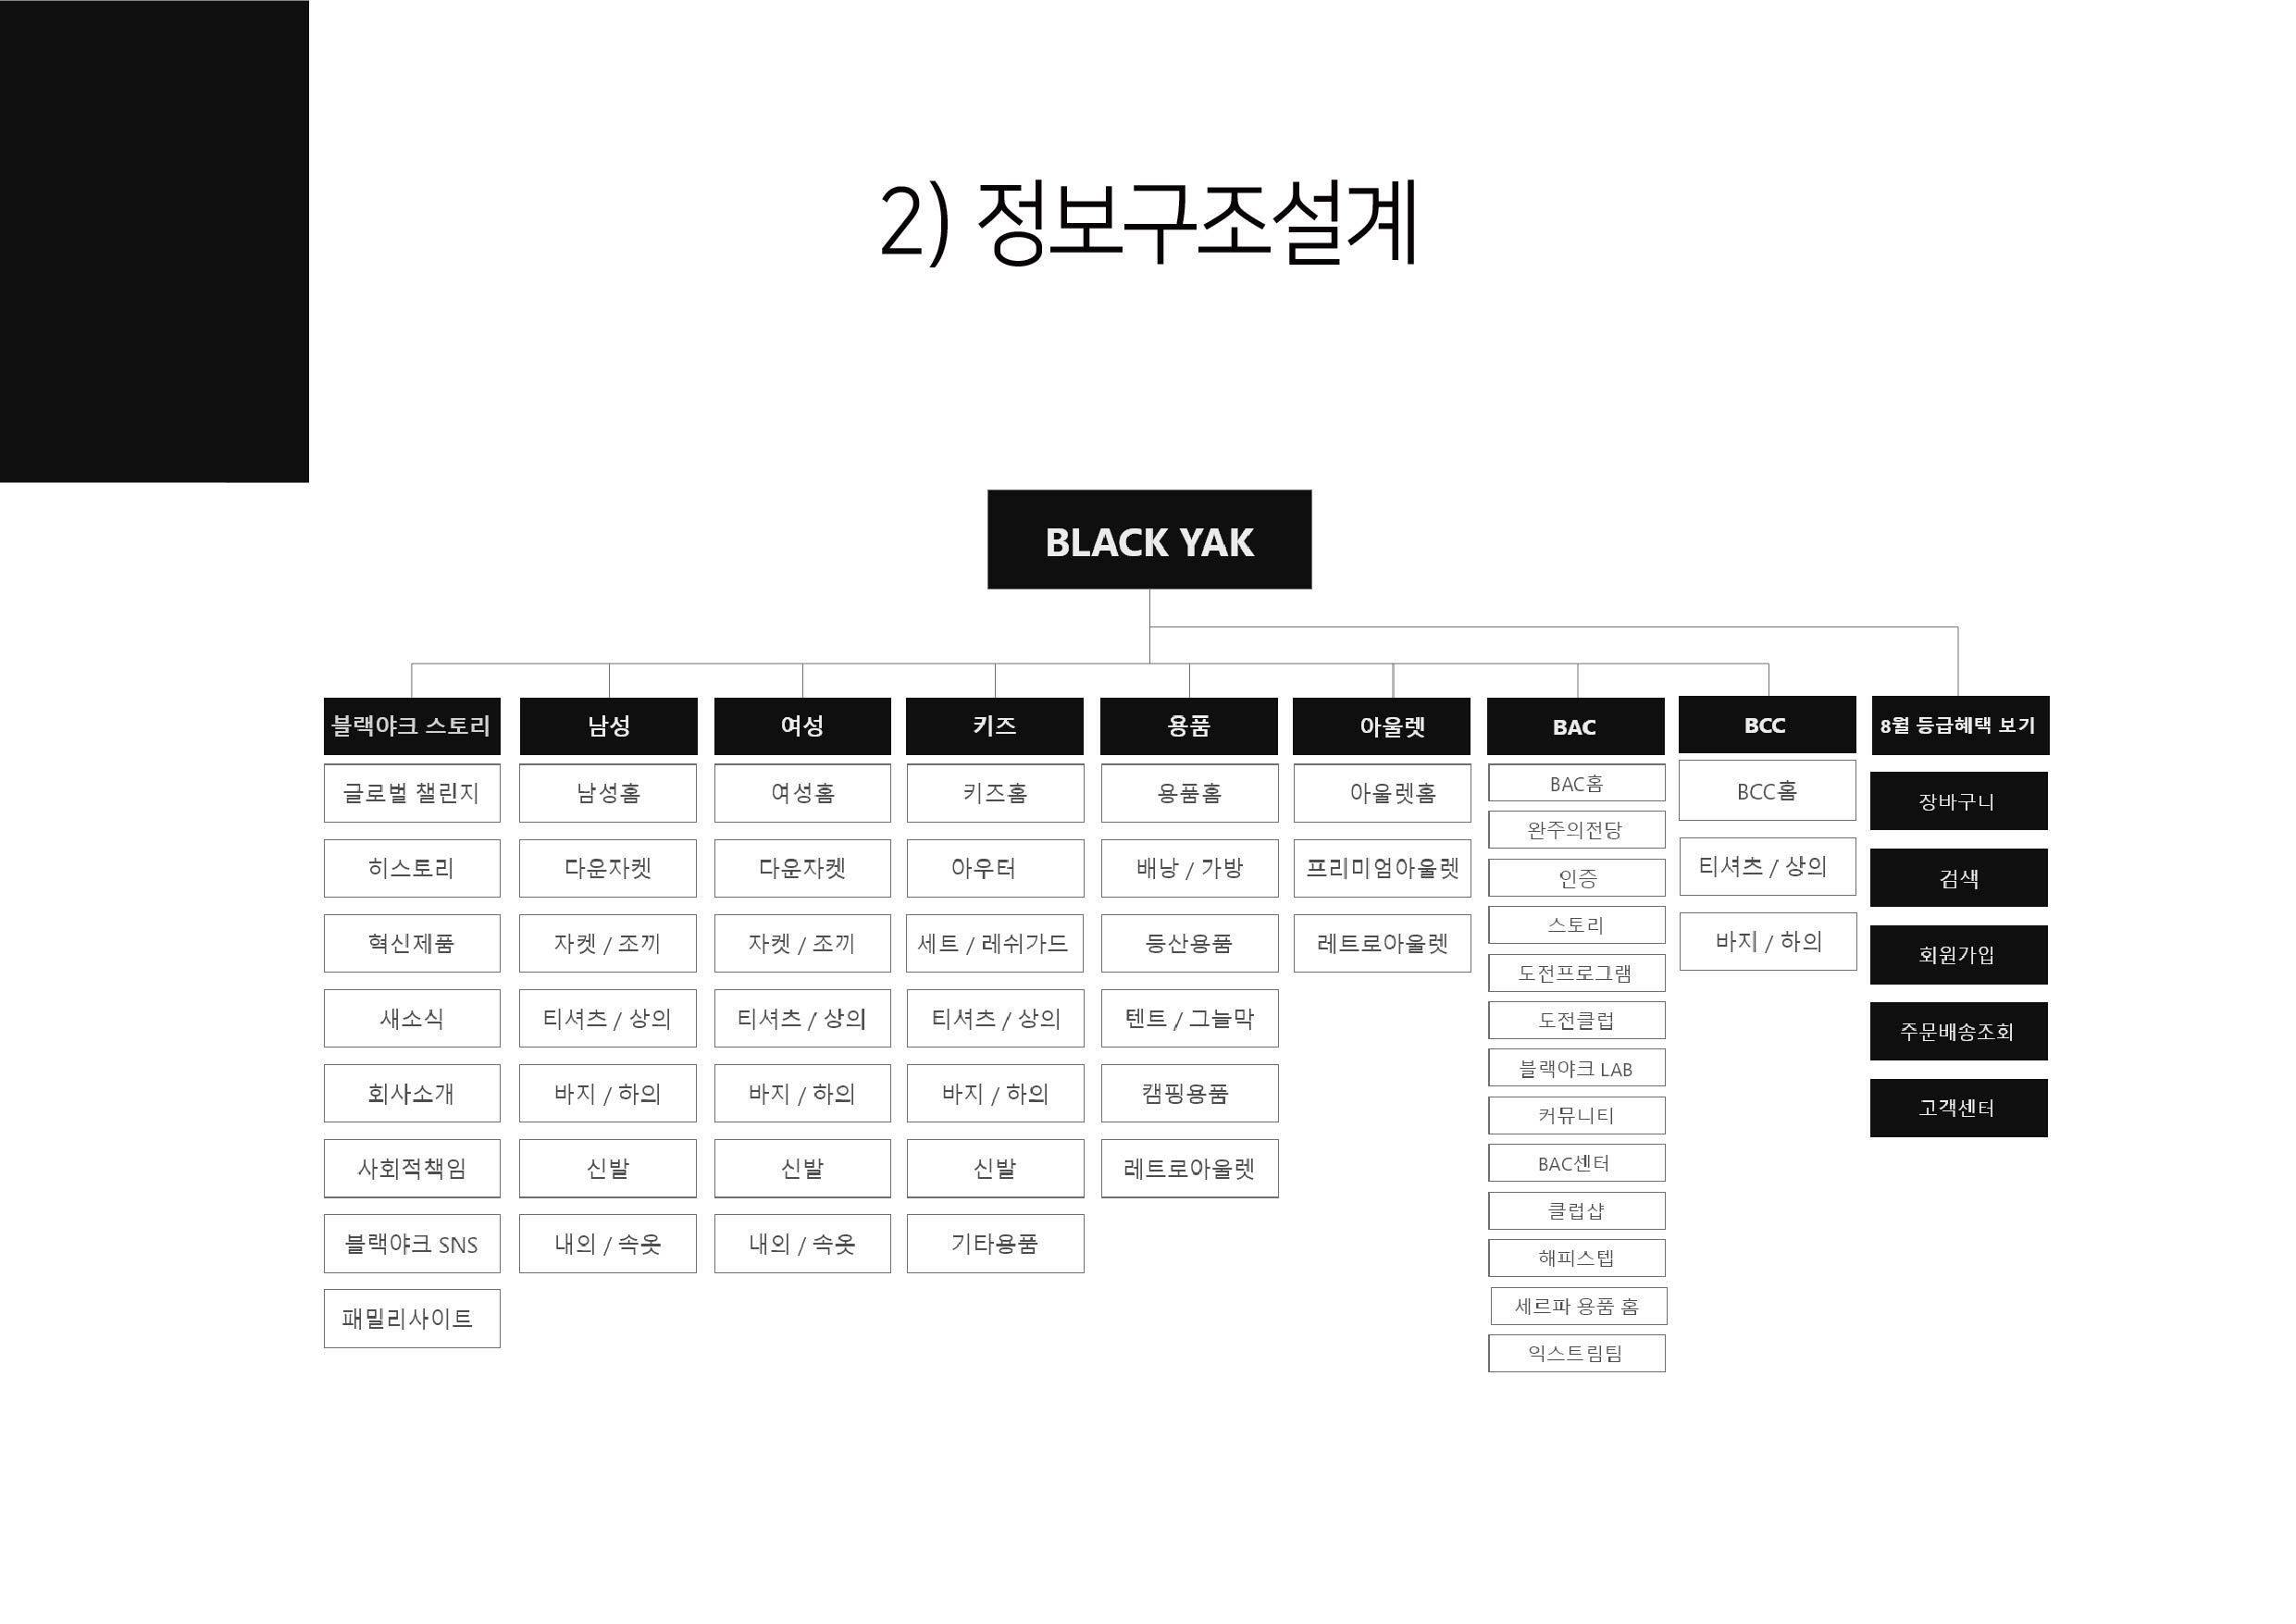 2) 정보구조설계
BLACK YAK
블랙야크 스토리
글로벌 챌린지
히스토리
혁신제품
새소식
회사소개
사회적책임
블랙야크 SNS
패밀리사이트
남성
남성홈
다운자켓
자켓 / 조끼
티셔츠 / 상의
바지 / 하의
신발
내의 / 속옷
여성
여성홈
다운자켓
자켓 / 조끼
티셔츠 / 상의
바지 / 하의
신발
내의 / 속옷
키즈
키즈홈
아우터
세트 / 레쉬가드
티셔츠 / 상의
바지 / 하의
신발
기타용품
용품
용품홈
배낭 / 가방
등산용품
텐트 / 그늘막
캠핑용품
레트로아울렛
아울렛
아울렛홈
프리미엄아울렛
레트로아울렛
BAC
BAC홈
완주의전당
인증
스토리
도전프로그램
도전클럽
블랙야크 LAB
커뮤니티
BAC센터
클럽샵
해피스텝
세르파 용품 홈
익스트림팀
BCC
BCC홈
티셔츠 / 상의
바지 / 하의
8월 등급혜택 보기
장바구니
검색
회원가입
주문배송조회
고객센터